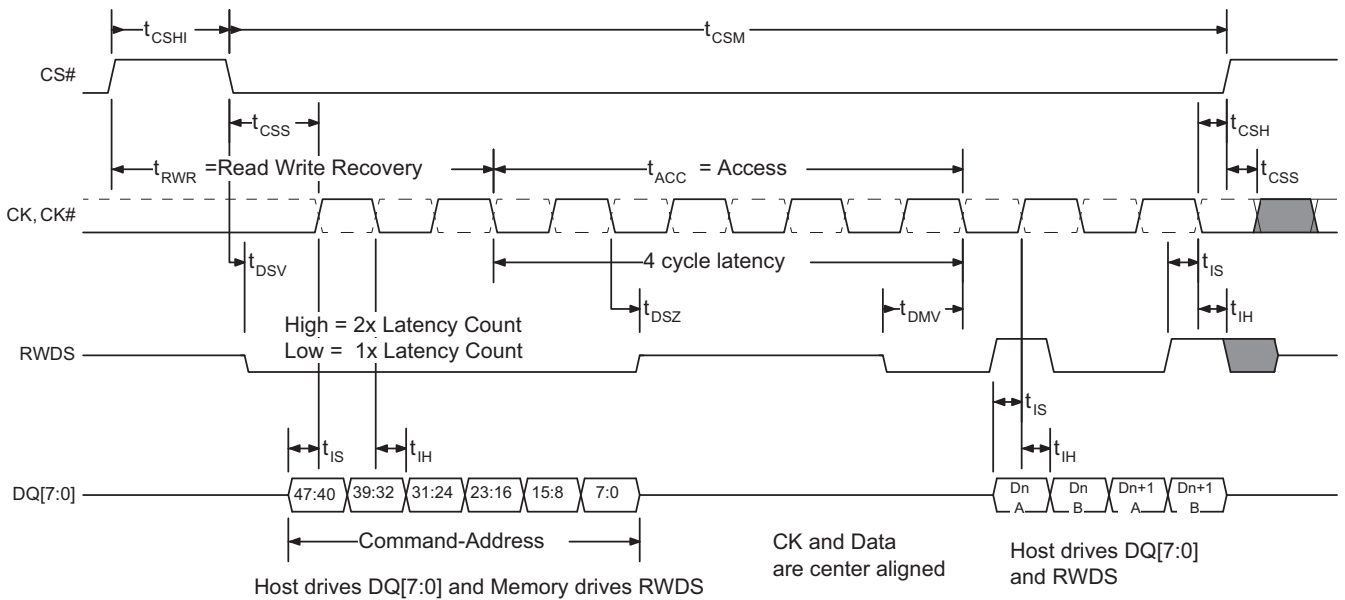 tCSHI
tCSM
CS#
tCSS
tCSH
tRWR =Read Write Recovery
tACC = Access
tCSS
CK, CK#
tDSV
4 cycle latency
tIS
tDSZ
tDMV
tIH
High = 2x Latency Count
Low = 1x Latency Count
RWDS
tIS
tIS
tIH
tIH
DQ[7:0]
47:40 39:32 31:24 23:16 15:8 7:0
Dn A
Dn B
Dn+1 A
Dn+1 B
Command-Address
CK and Data
are center aligned
Host drives DQ[7:0]
and RWDS
Host drives DQ[7:0] and Memory drives RWDS